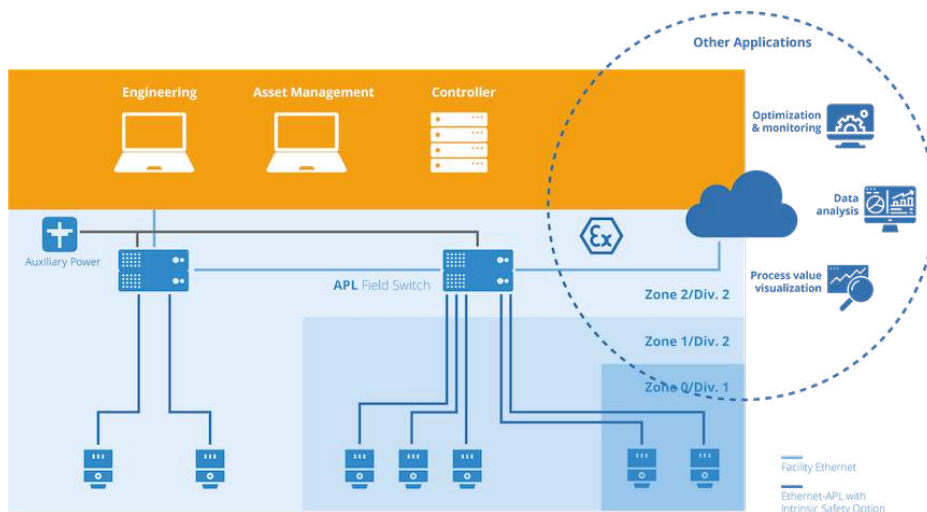 Other Applications
Engineering
Asset Management
Controller
Optimization
& monitoring
Data
analysis
Process value
visualization
Auxiliary Power
Ex
APL Field Switch
Zone 2/Div. 2
Zone 1/Div. 2
Zone 0/Div. 1
Facility Ethernet
Ethernet-APL with
Intrinsic Safety Option